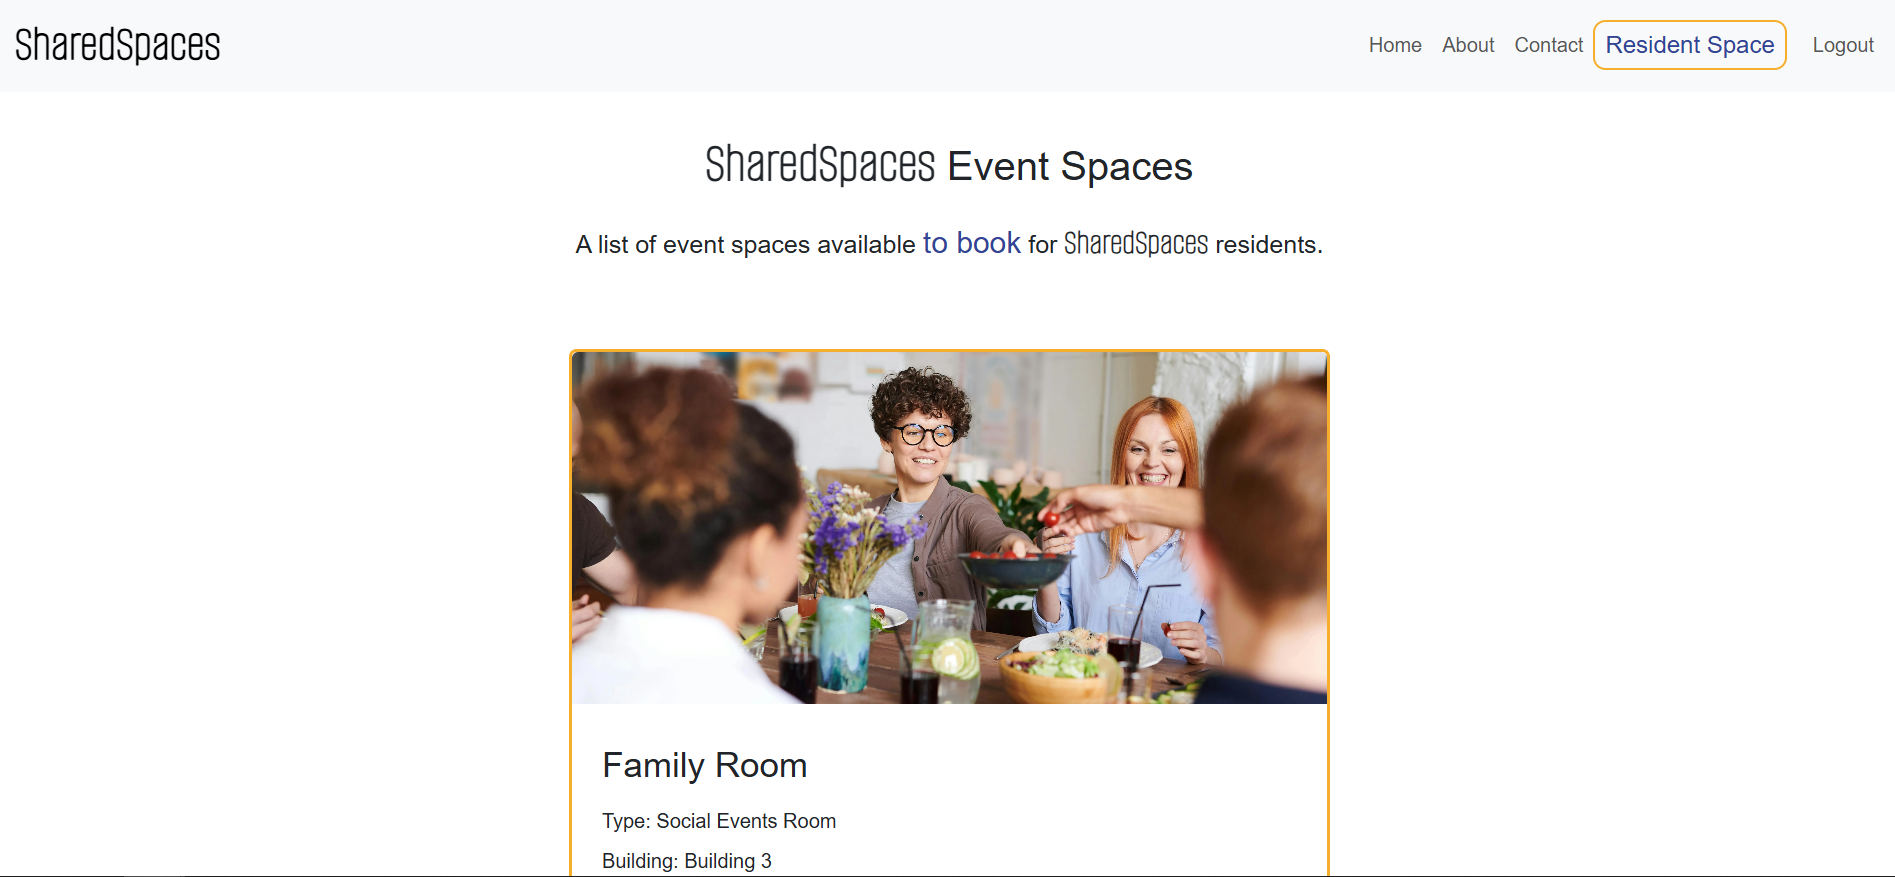 SharedSpaces
Home About Contact Resident Space Logout
SharedSpaces Event Spaces
A list of event spaces available to book for SharedSpaces residents.
Family Room
Type: Social Events Room
Building: Building 3